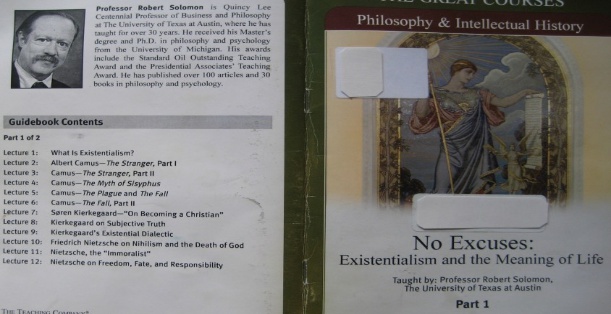 Professor Robert Solomon is Quincy Lee
Centennial Professor of Business and Philosophy
at The University of Texas at Austin, where he has
taught for over 30 years. He received his Master's
degree and Ph.D. in philosophy and psychology
from the University of Michigan. His awards
include the Standard Oil Outstanding Teaching
Award and the Presidential Associates' Teaching
Award. He has published over 100 articles and 30
books in philosophy and psychology.
Guidebook Contents
Part 1 of 2
Lecture 1: What Is Existentialism?
Lecture 2: Albert Camus—The Stranger, Part I
Lecture 3: Camus—The Stranger, Part II
Lecture 4: Camus—The Myth of Sisyphus
Lecture 5: Camus—The Plague and The Fall
Lecture 6: Camus—The Fall, Part II
Lecture 7: Søren Kierkegaard—"On Becoming a Christian"
Lecture 8: Kierkegaard on Subjective Truth
Lecture 9: Kierkegaard's Existential Dialectic
Lecture 10: Friedrich Nietzsche on Nihilism and the Death of God
Lecture 11: Nietzsche, the "Immoralist"
Lecture 12: Nietzsche on Freedom, Fate, and Responsibility
THE TEACHING COMPANY®
THE GREAT COURSES
Philosophy & Intellectual History
No Excuses:
Existentialism and the Meaning of Life
Taught by: Professor Robert Solomon,
The University of Texas at Austin
Part 1